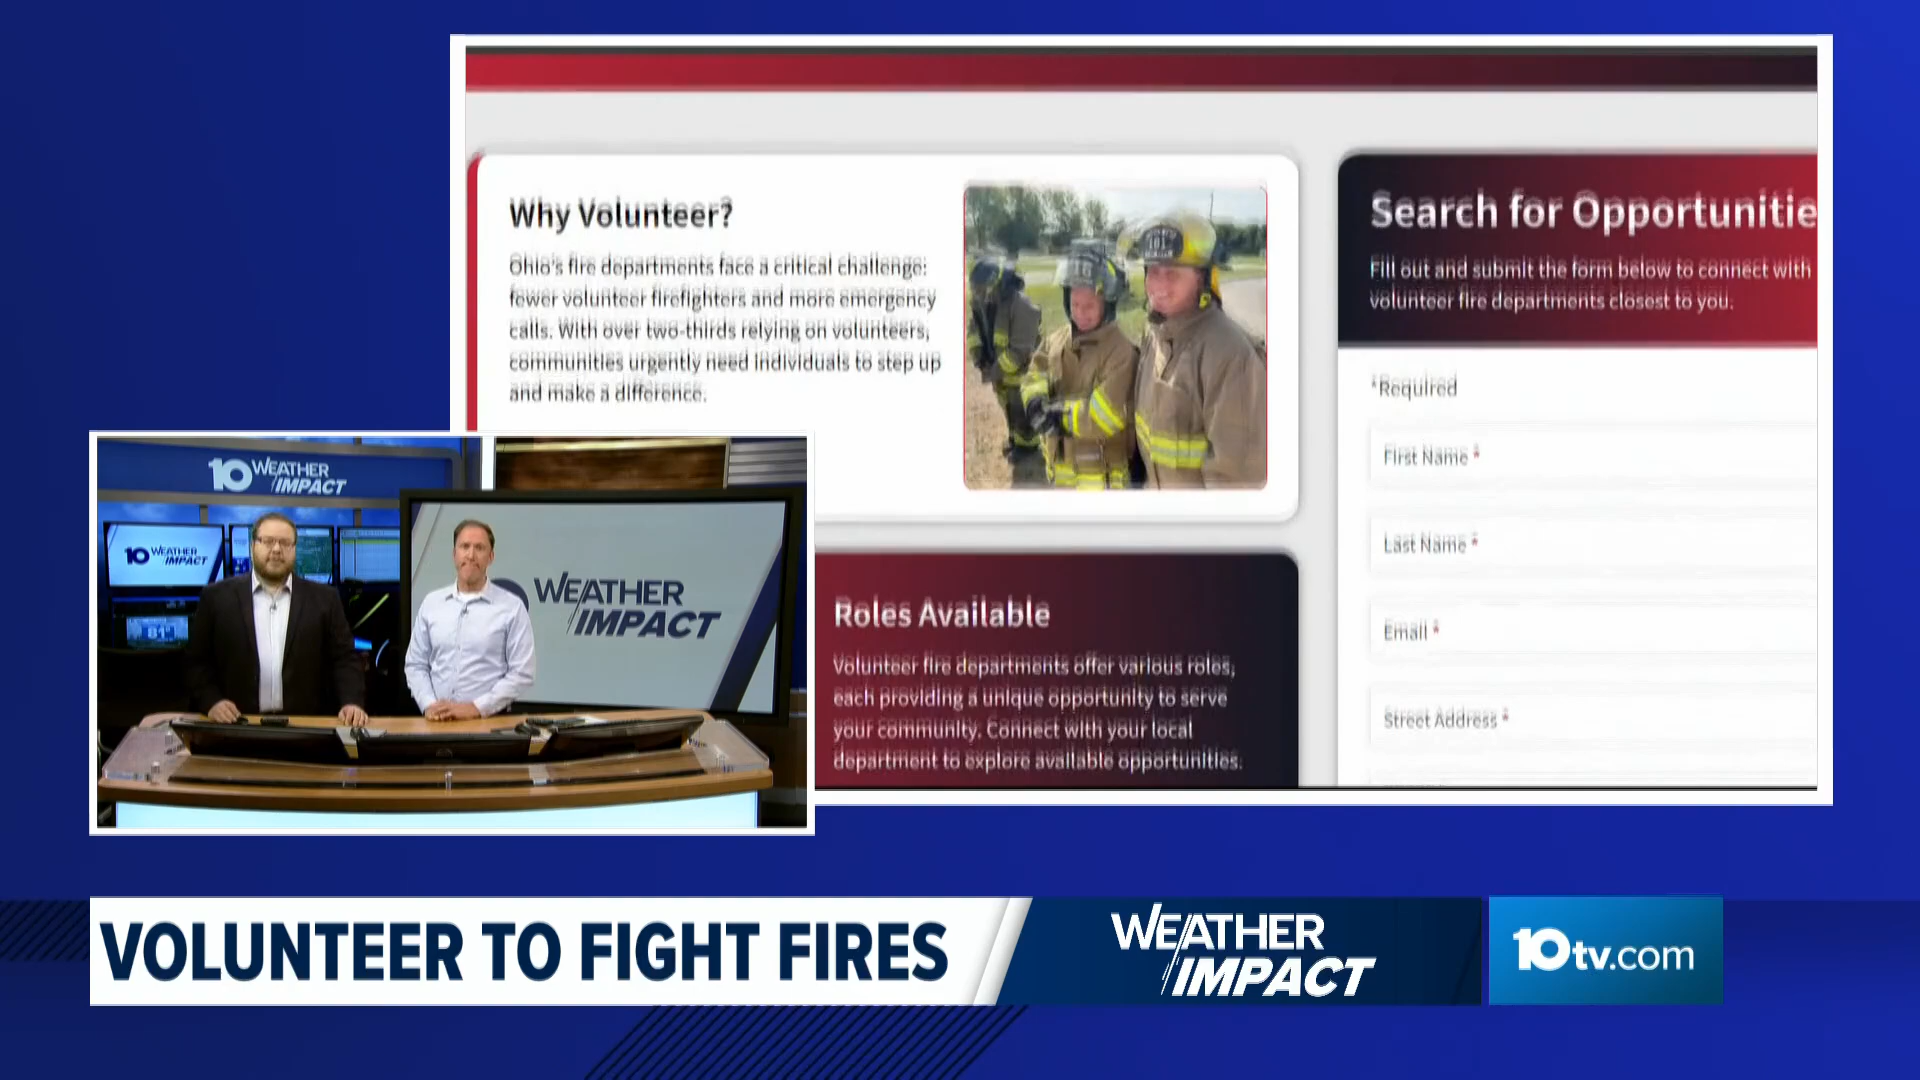 Why Volunteer?
Ohio's fire departments face a critical challenge:
fewer volunteer firefighters and more emergency
calls. With over two-thirds relying on volunteers,
communities urgently need individuals to step up
and make a difference.
Search for Opportunitie
Fill out and submit the form below to connect with
volunteer fire departments closest to you.
*Required
First Name *
Last Name *
Email *
Street Address *
Roles Available
Volunteer fire departments offer various roles,
each providing a unique opportunity to serve
your community. Connect with your local
department to explore available opportunities.
10 WEATHER
IMPACT
10 WEATHER
IMPACT
81°
WEATHER
IMPACT
VOLUNTEER TO FIGHT FIRES
WEATHER
IMPACT
10tv.com